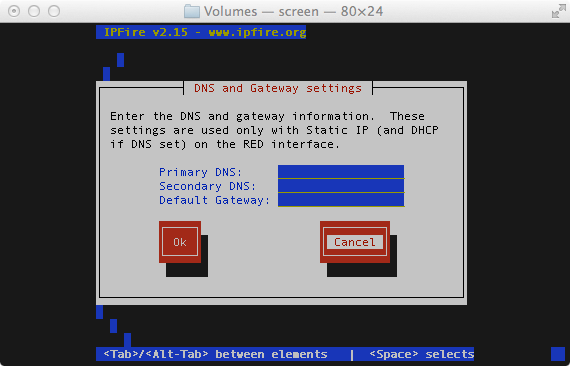 Volumes — screen — 80×24
IPFire v2.15 - www.ipfire.org
DNS and Gateway settings
Enter the DNS and gateway information.  These
settings are used only with Static IP (and DHCP
if DNS set) on the RED interface.
Primary DNS:
Secondary DNS:
Default Gateway:
Ok Cancel
<Tab>/<Alt-Tab> between elements   |  <Space> selects